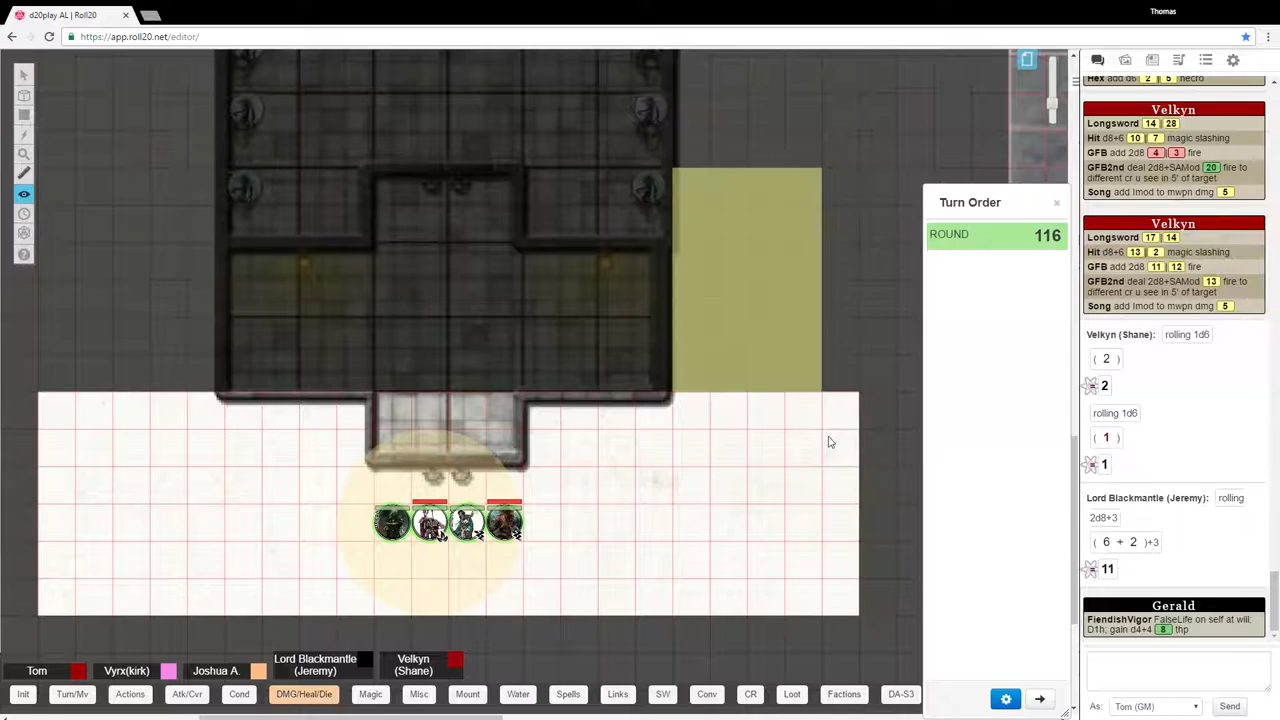 d20play AL | Roll20
Thomas
https://app.roll20.net/editor/
Hex add d6 2 5 necro
Velkyn
Longsword 14 28
Hit d8+6 10 7 magic slashing
GFB add 2d8 4 3 fire
GFB2nd deal 2d8+SAMod 20 fire to
different cr u see in 5' of target
Song add Imod to mwpn dmg 5
Velkyn
Longsword 17 14
Hit d8+6 13 2 magic slashing
GFB add 2d8 11 12 fire
GFB2nd deal 2d8+SAMod 13 fire to
different cr u see in 5' of target
Song add Imod to mwpn dmg 5
Velkyn (Shane): rolling 1d6
( 2 )
= 2
rolling 1d6
( 1 )
= 1
Lord Blackmantle (Jeremy): rolling
2d8+3
( 6 + 2 )+3
= 11
Gerald
FiendishVigor FalseLife on self at will;
D1h; gain d4+4 8 thp
As: Tom (GM) Send
Turn Order ×
ROUND 116
Tom
Vyrx(kirk)
Joshua A.
Lord Blackmantle
(Jeremy)
Velkyn
(Shane)
Init Turn/Mv Actions Atk/Cvr Cond DMG/Heal/Die Magic Misc Mount Water Spells Links SW Conv CR Loot Factions DA-S3